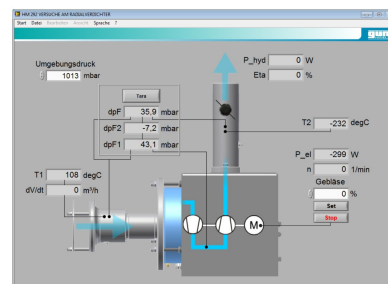 HM 292 VERSUCHE AM RADIALVERDICHTER
Start Datei Bearbeiten Ansicht Sprache ?
gun
Umgebungsdruck
1013 mbar
P_hyd 0 W
Eta 0 %
Tara
dpF 35,9 mbar
dpF2 -7,2 mbar
dpF1 43,1 mbar
T2 -232 degC
T1 108 degC
dV/dt 0 m³/h
P_el -299 W
n 0 1/min
Gebläse
0 %
Set
Stop
M